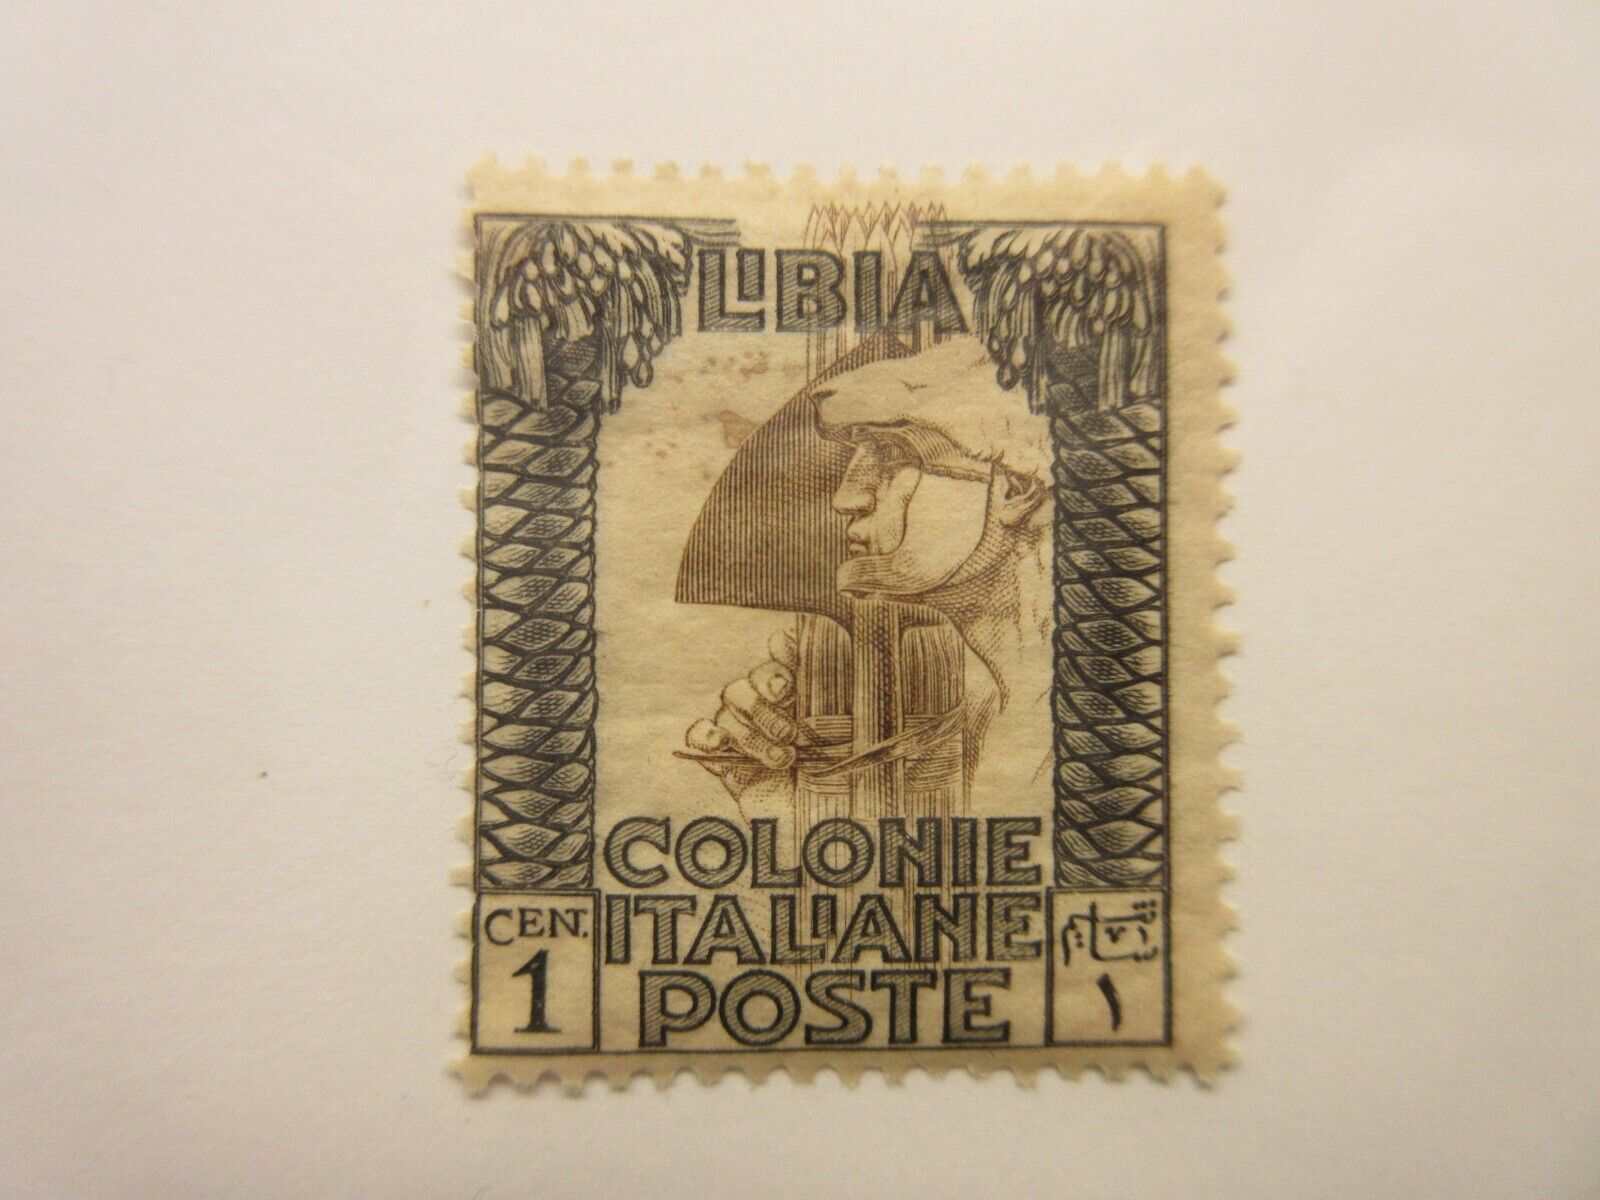 LIBIA
COLONIE
ITALIANE
POSTE
CENT.
1
١